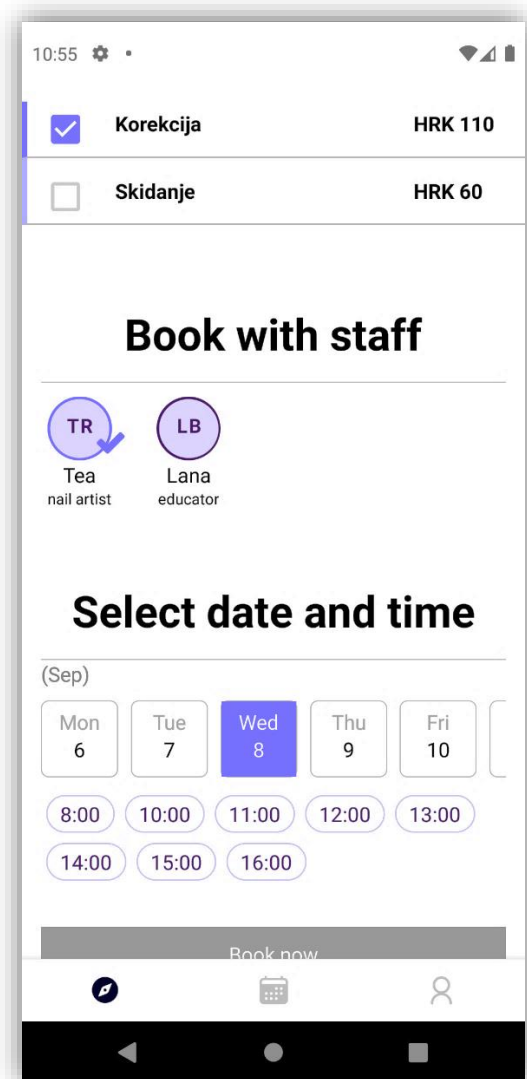 10:55
Korekcija HRK 110
Skidanje HRK 60
Book with staff
TR LB
Tea Lana
nail artist educator
Select date and time
(Sep)
Mon Tue Wed Thu Fri
6 7 8 9 10
8:00 10:00 11:00 12:00 13:00
14:00 15:00 16:00
Book now